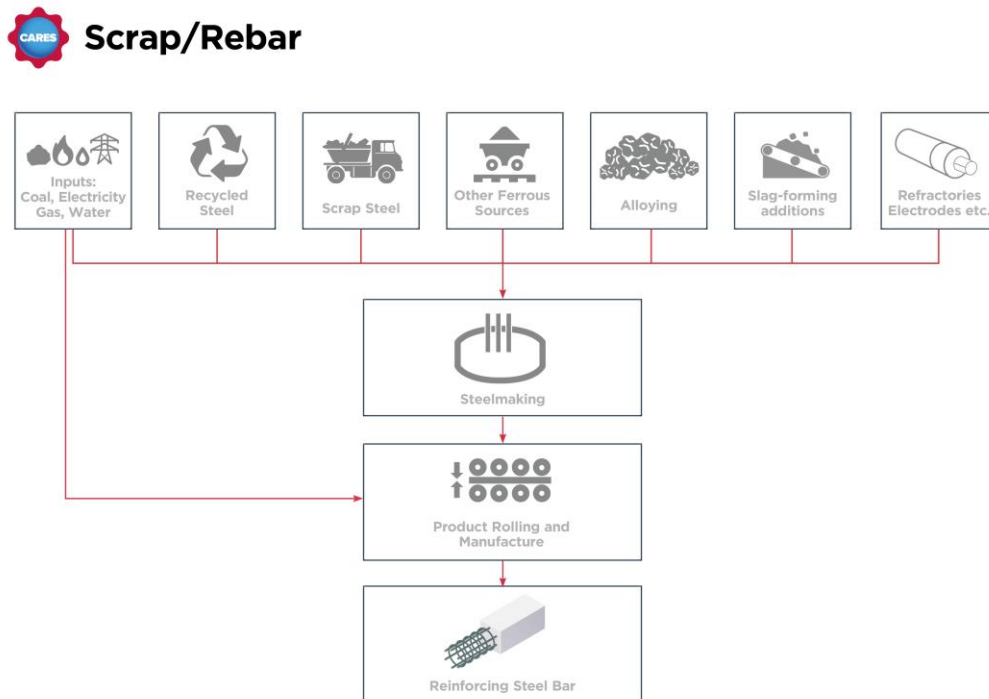 CARES
Scrap/Rebar
Inputs:
Coal, Electricity
Gas, Water
Recycled
Steel
Scrap Steel
Other Ferrous
Sources
Alloying
Slag-forming
additions
Refractories
Electrodes etc.
Steelmaking
Product Rolling and
Manufacture
Reinforcing Steel Bar